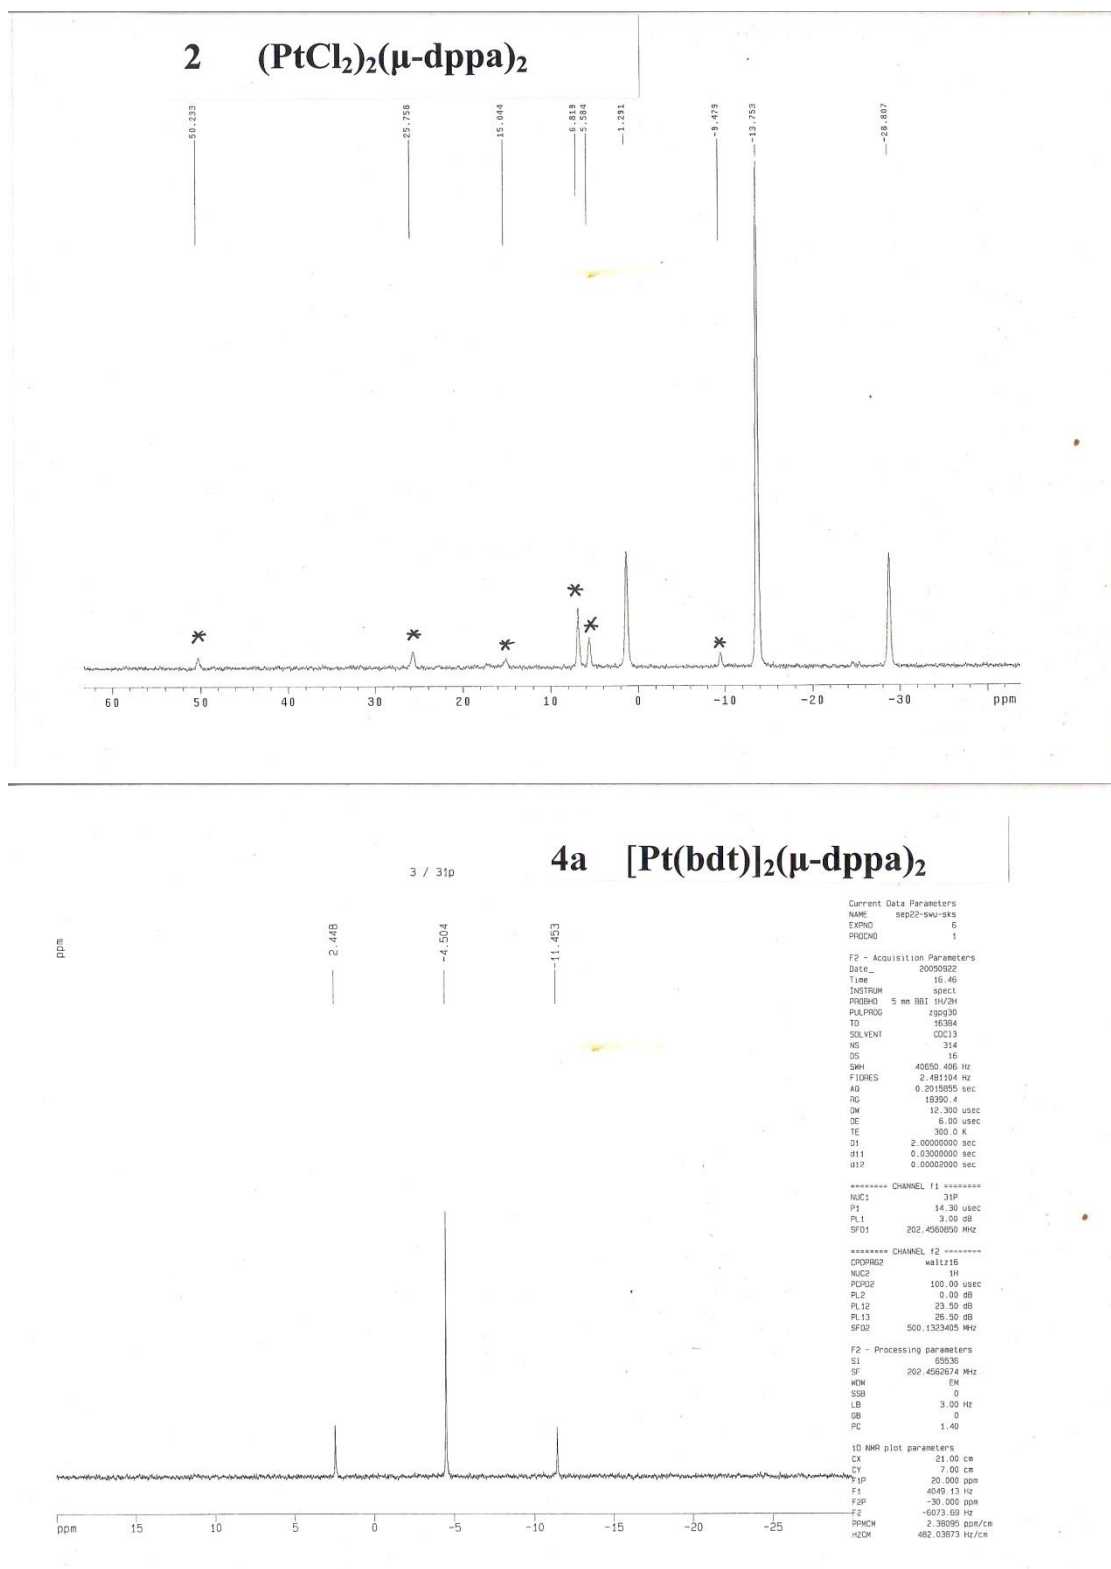 2 (PtCl₂)₂(μ-dppa)₂
50.233
25.758
15.044
6.819
5.584
1.291
-9.479
-13.753
-28.807
* * * * * *
60 50 40 30 20 10 0 -10 -20 -30 ppm
4a [Pt(bdt)]₂(μ-dppa)₂
3 / 31p
ppm
2.448
-4.504
-11.453
Current Data Parameters
NAME sep22-swu-sks
EXPNO 6
PROCNO 1
F2 - Acquisition Parameters
Date_ 20050922
Time 16.46
INSTRUM spect
PROBHD 5 mm BBI 1H/2H
PULPROG zgpg30
TD 16384
SOLVENT CDCl3
NS 314
DS 16
SWH 40650.406 Hz
FIDRES 2.481104 Hz
AQ 0.2015855 sec
RG 18390.4
DW 12.300 usec
DE 6.00 usec
TE 300.0 K
D1 2.00000000 sec
d11 0.03000000 sec
d12 0.00002000 sec
======== CHANNEL f1 ========
NUC1 31P
P1 14.30 usec
PL1 3.00 dB
SFO1 202.4560850 MHz
======== CHANNEL f2 ========
CPDPRG2 waltz16
NUC2 1H
PCPD2 100.00 usec
PL2 0.00 dB
PL12 23.50 dB
PL13 26.50 dB
SFO2 500.1323405 MHz
F2 - Processing parameters
SI 65536
SF 202.4562674 MHz
WDW EM
SSB 0
LB 3.00 Hz
GB 0
PC 1.40
1D NMR plot parameters
CX 21.00 cm
CY 7.00 cm
F1P 20.000 ppm
F1 4049.13 Hz
F2P -30.000 ppm
F2 -6073.69 Hz
PPMCM 2.38095 ppm/cm
HZCM 482.03873 Hz/cm
ppm 15 10 5 0 -5 -10 -15 -20 -25